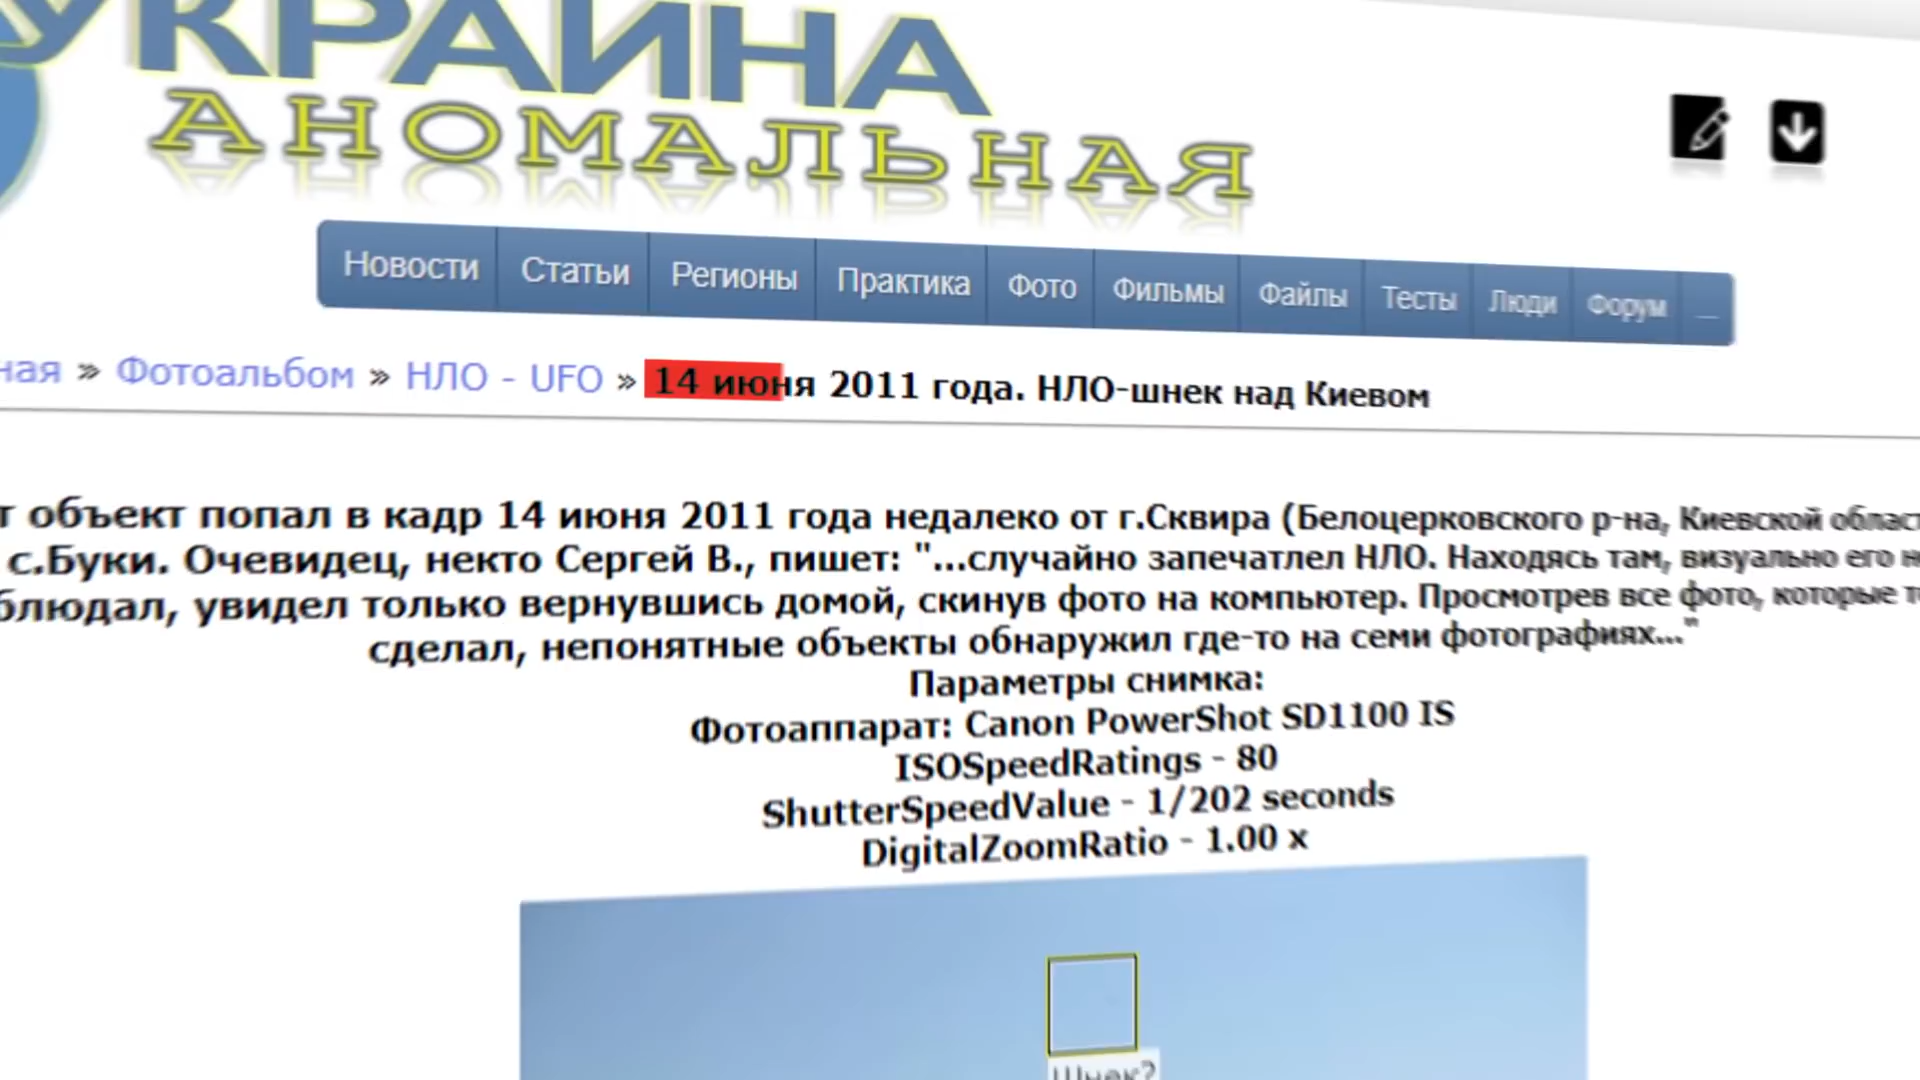 УКРАИНА
АНОМАЛЬНАЯ
Новости Статьи Регионы Практика Фото Фильмы Файлы Тесты Люди Форум ...
ная » Фотоальбом » НЛО - UFO » 14 июня 2011 года. НЛО-шнек над Киевом
т объект попал в кадр 14 июня 2011 года недалеко от г.Сквира (Белоцерковского р-на, Киевской облас
с.Буки. Очевидец, некто Сергей В., пишет: "...случайно запечатлел НЛО. Находясь там, визуально его н
блюдал, увидел только вернувшись домой, скинув фото на компьютер. Просмотрев все фото, которые т
сделал, непонятные объекты обнаружил где-то на семи фотографиях..."
Параметры снимка:
Фотоаппарат: Canon PowerShot SD1100 IS
ISOSpeedRatings - 80
ShutterSpeedValue - 1/202 seconds
DigitalZoomRatio - 1.00 x
Шнек?